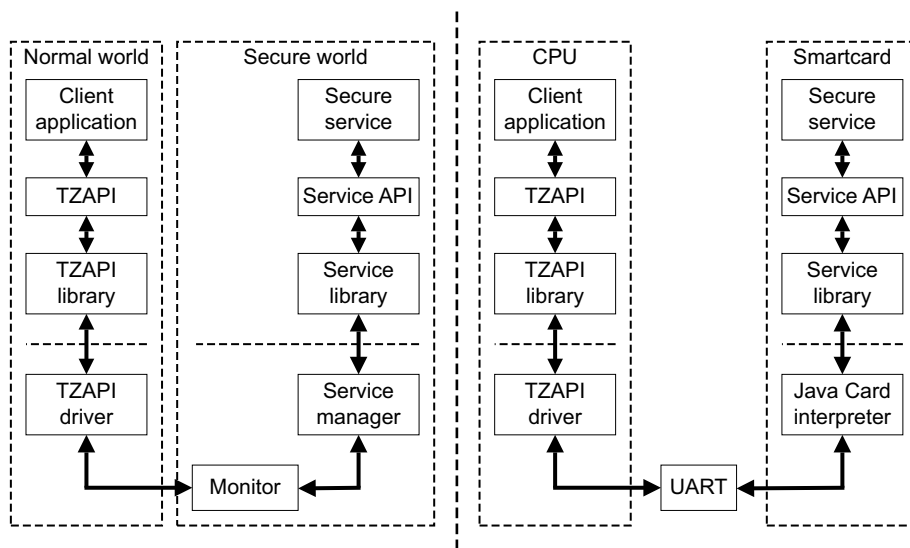 Normal world
Client
application
TZAPI
TZAPI
library
TZAPI
driver
Secure world
Secure
service
Service API
Service
library
Service
manager
Monitor
CPU
Client
application
TZAPI
TZAPI
library
TZAPI
driver
UART
Smartcard
Secure
service
Service API
Service
library
Java Card
interpreter